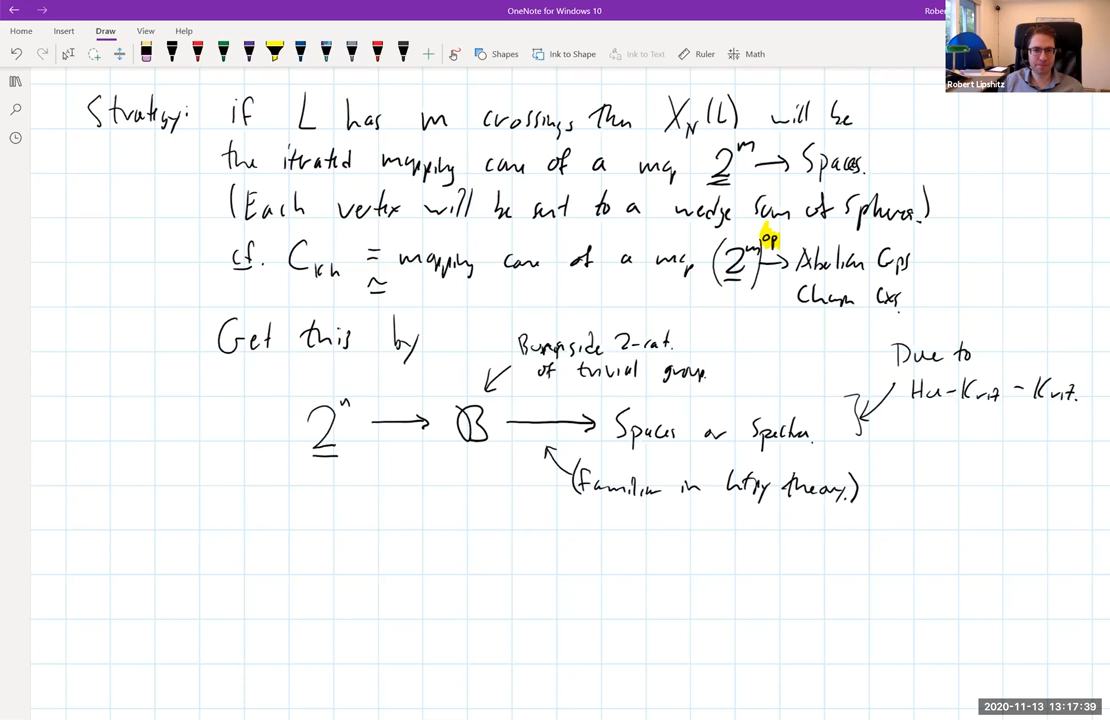 OneNote for Windows 10
Rober
Home Insert Draw View Help
Shapes Ink to Shape Ink to Text Ruler Math
Robert Lipshitz
Strategy: if L has m crossings then X_N(L) will be
the iterated mapping cone of a map 2^m → Spaces.
(Each vertex will be sent to a wedge sum of spheres.)
cf. C_Kh ≃ mapping cone of a map (2^m)^op → Abelian Gps
Chain Cxs.
Get this by
Burnside 2-cat.
of trivial group.
Due to
Hu-Kriz-Kriz.
2^n → B → Spaces or Spectra.
(Familiar in htpy theory.)
2020-11-13 13:17:39